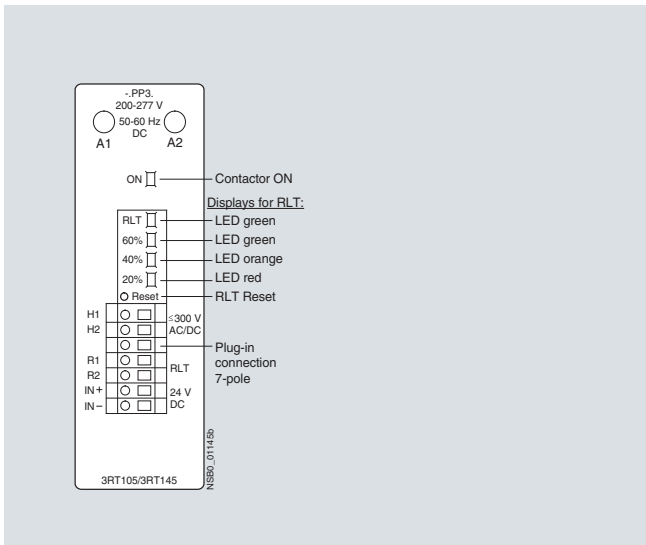 -.PP3.
200-277 V
50-60 Hz
DC
A1 A2
ON Contactor ON
Displays for RLT:
RLT LED green
60% LED green
40% LED orange
20% LED red
Reset RLT Reset
H1 ≤300 V
H2 AC/DC
Plug-in
connection
7-pole
R1 RLT
R2
IN+ 24 V
IN– DC
NSB0_01145b
3RT105/3RT145